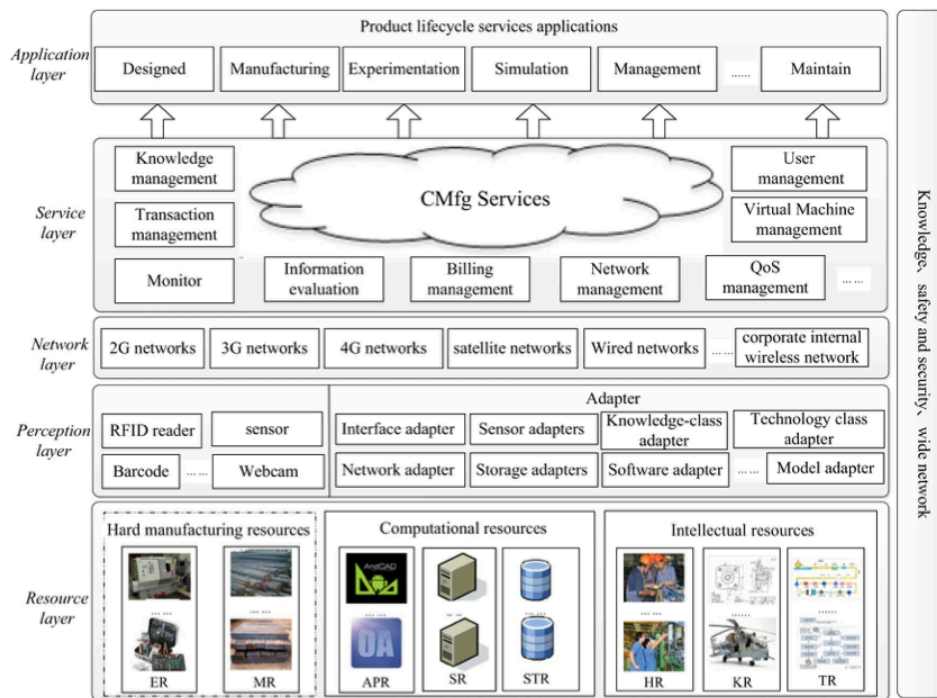 Product lifecycle services applications
Application
layer
Designed
Manufacturing
Experimentation
Simulation
Management
......
Maintain
Service
layer
Knowledge
management
CMfg Services
User
management
Transaction
management
Virtual Machine
management
Monitor
Information
evaluation
Billing
management
Network
management
QoS
management
... ...
Network
layer
2G networks
3G networks
4G networks
satellite networks
Wired networks
... ...
corporate internal
wireless network
Perception
layer
RFID reader
sensor
Barcode
... ...
Webcam
Adapter
Interface adapter
Sensor adapters
Knowledge-class
adapter
Technology class
adapter
Network adapter
Storage adapters
Software adapter
... ...
Model adapter
Resource
layer
Hard manufacturing resources
... ...
... ...
ER
MR
Computational resources
... ...
OA
... ...
... ...
APR
SR
STR
Intellectual resources
... ...
......
......
HR
KR
TR
Knowledge、safety and security、wide network